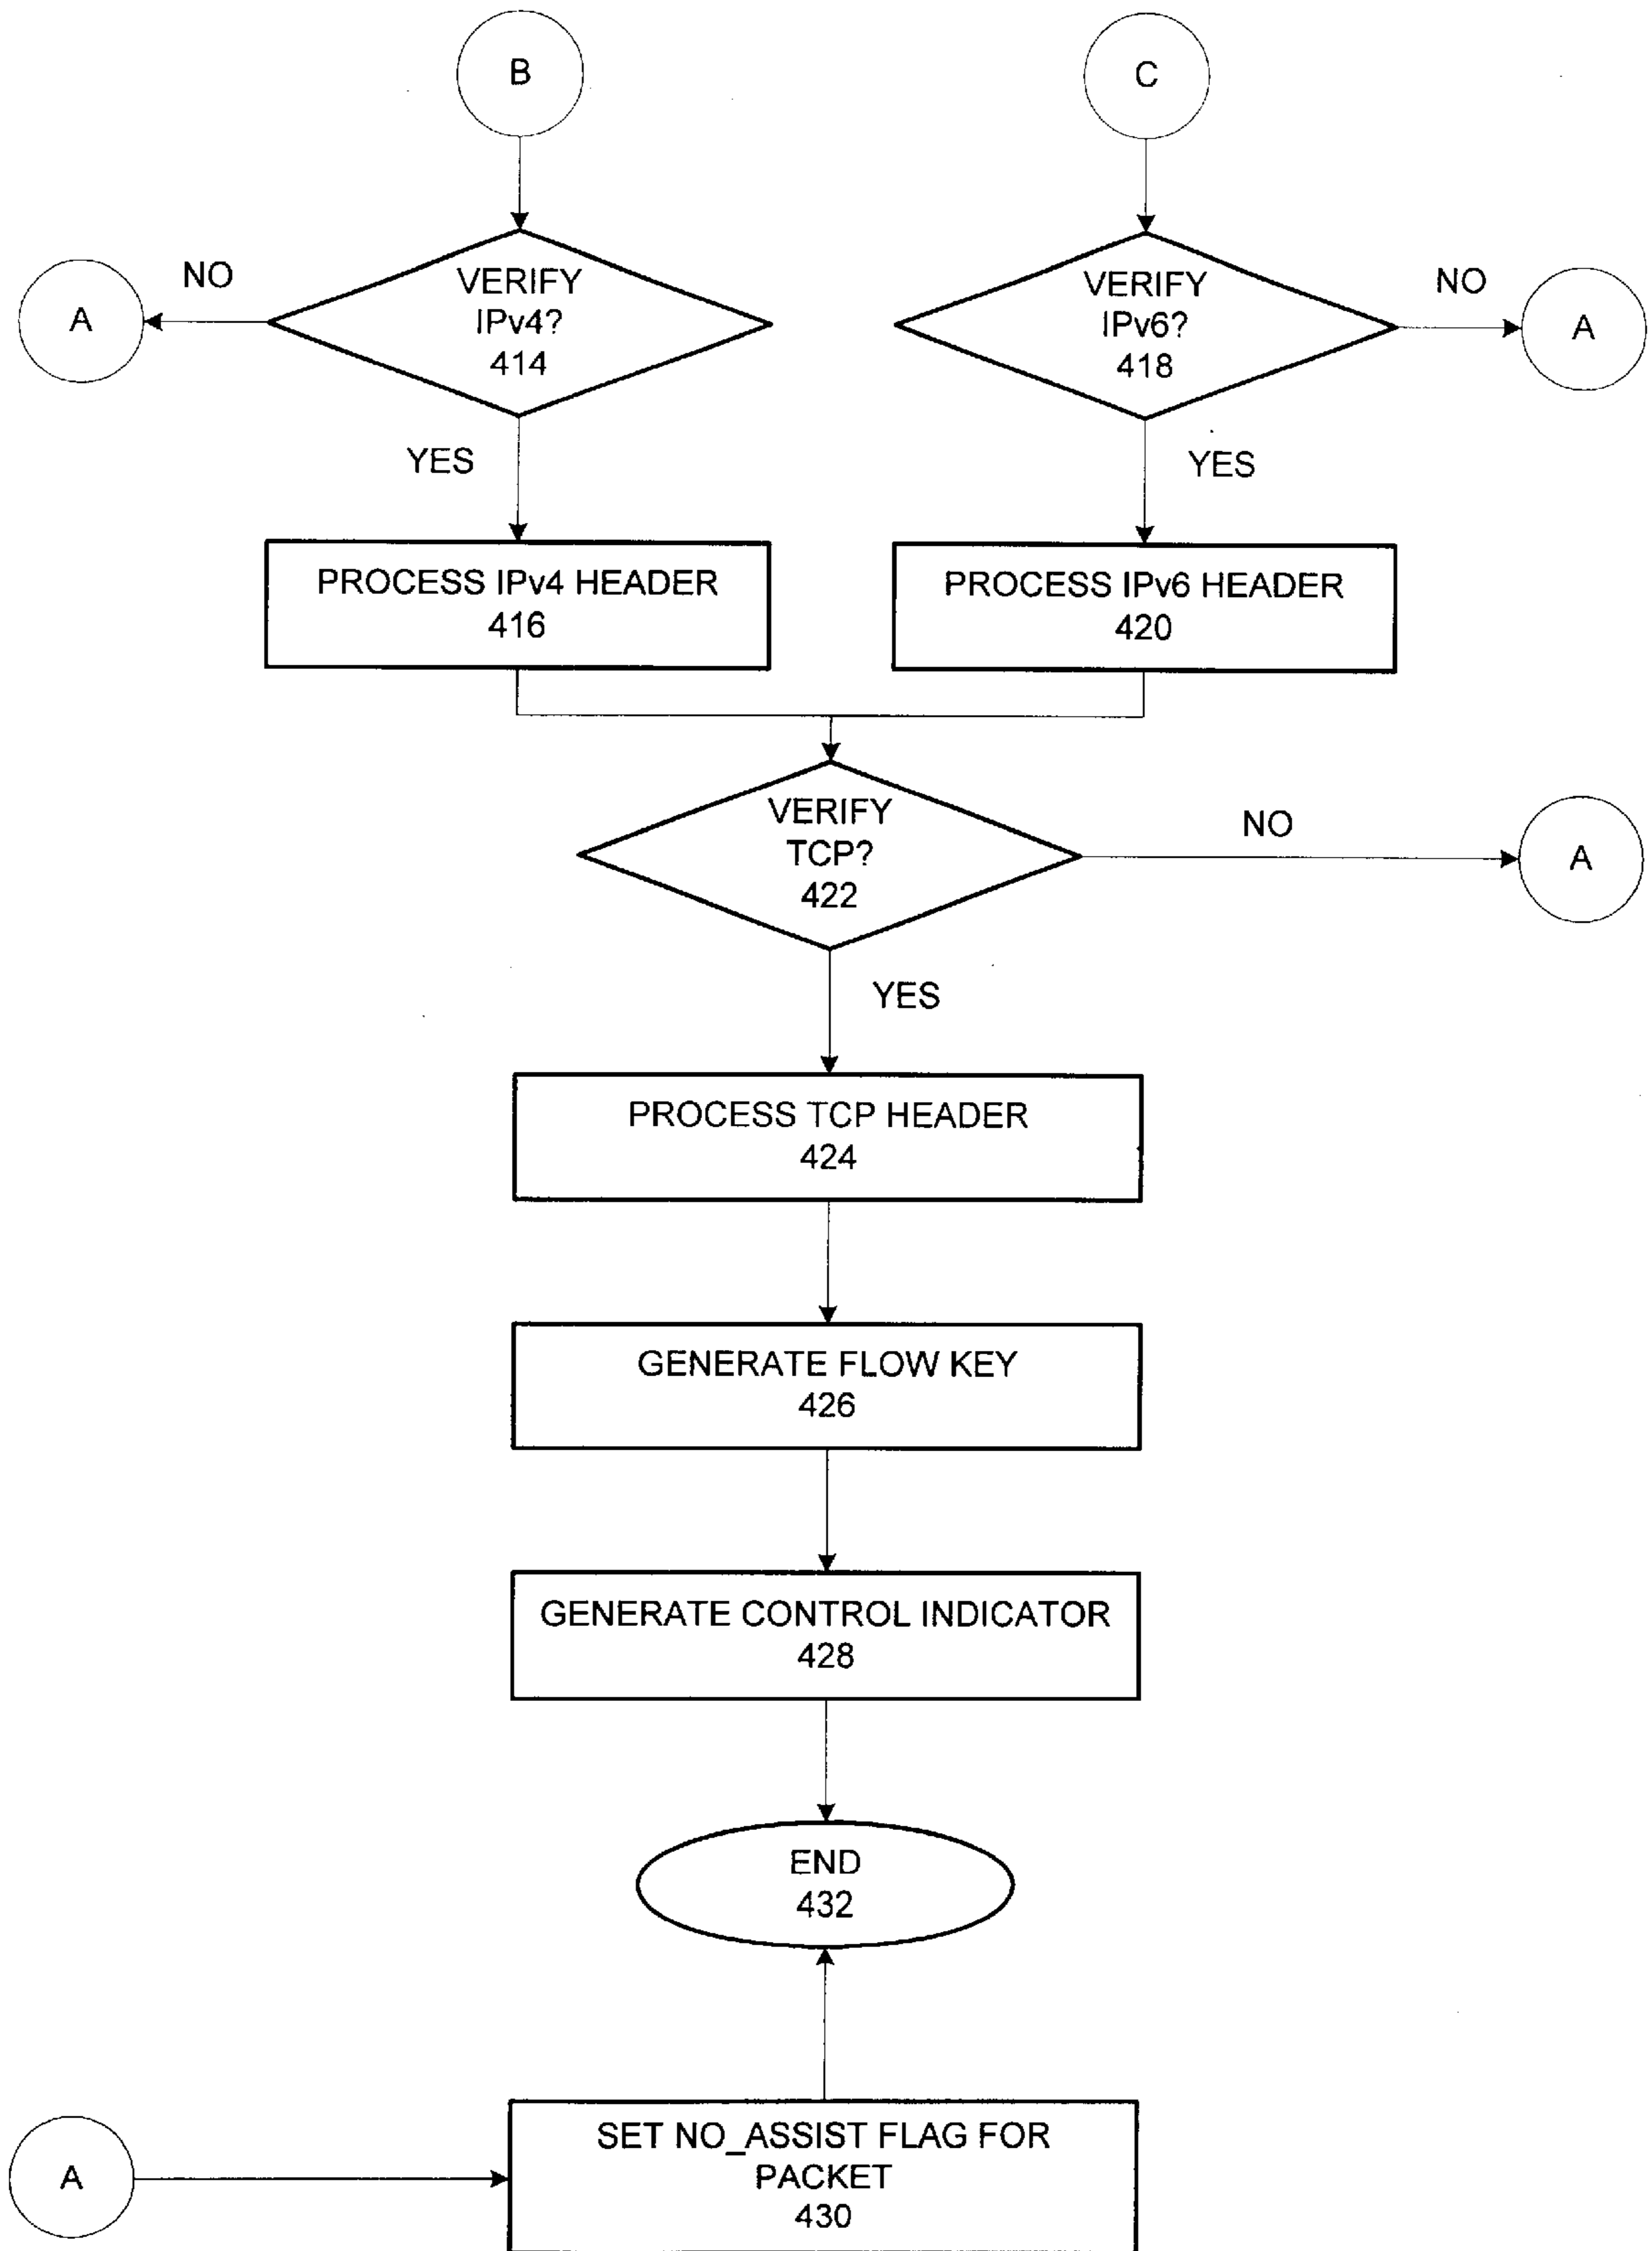 B
C
A
NO
VERIFY
IPv4?
414
VERIFY
IPv6?
418
NO
A
YES
YES
PROCESS IPv4 HEADER
416
PROCESS IPv6 HEADER
420
VERIFY
TCP?
422
NO
A
YES
PROCESS TCP HEADER
424
GENERATE FLOW KEY
426
GENERATE CONTROL INDICATOR
428
END
432
A
SET NO_ASSIST FLAG FOR
PACKET
430